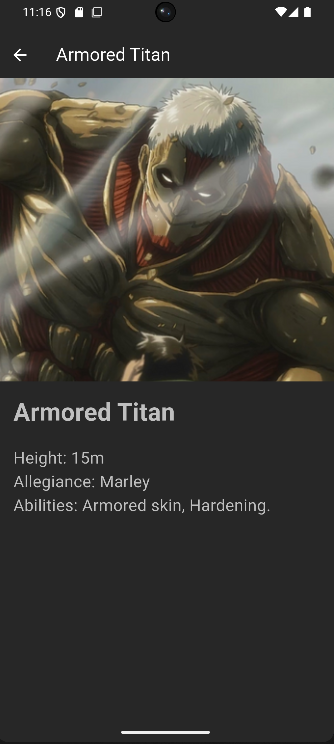 11:16
Armored Titan
Armored Titan
Height: 15m
Allegiance: Marley
Abilities: Armored skin, Hardening.